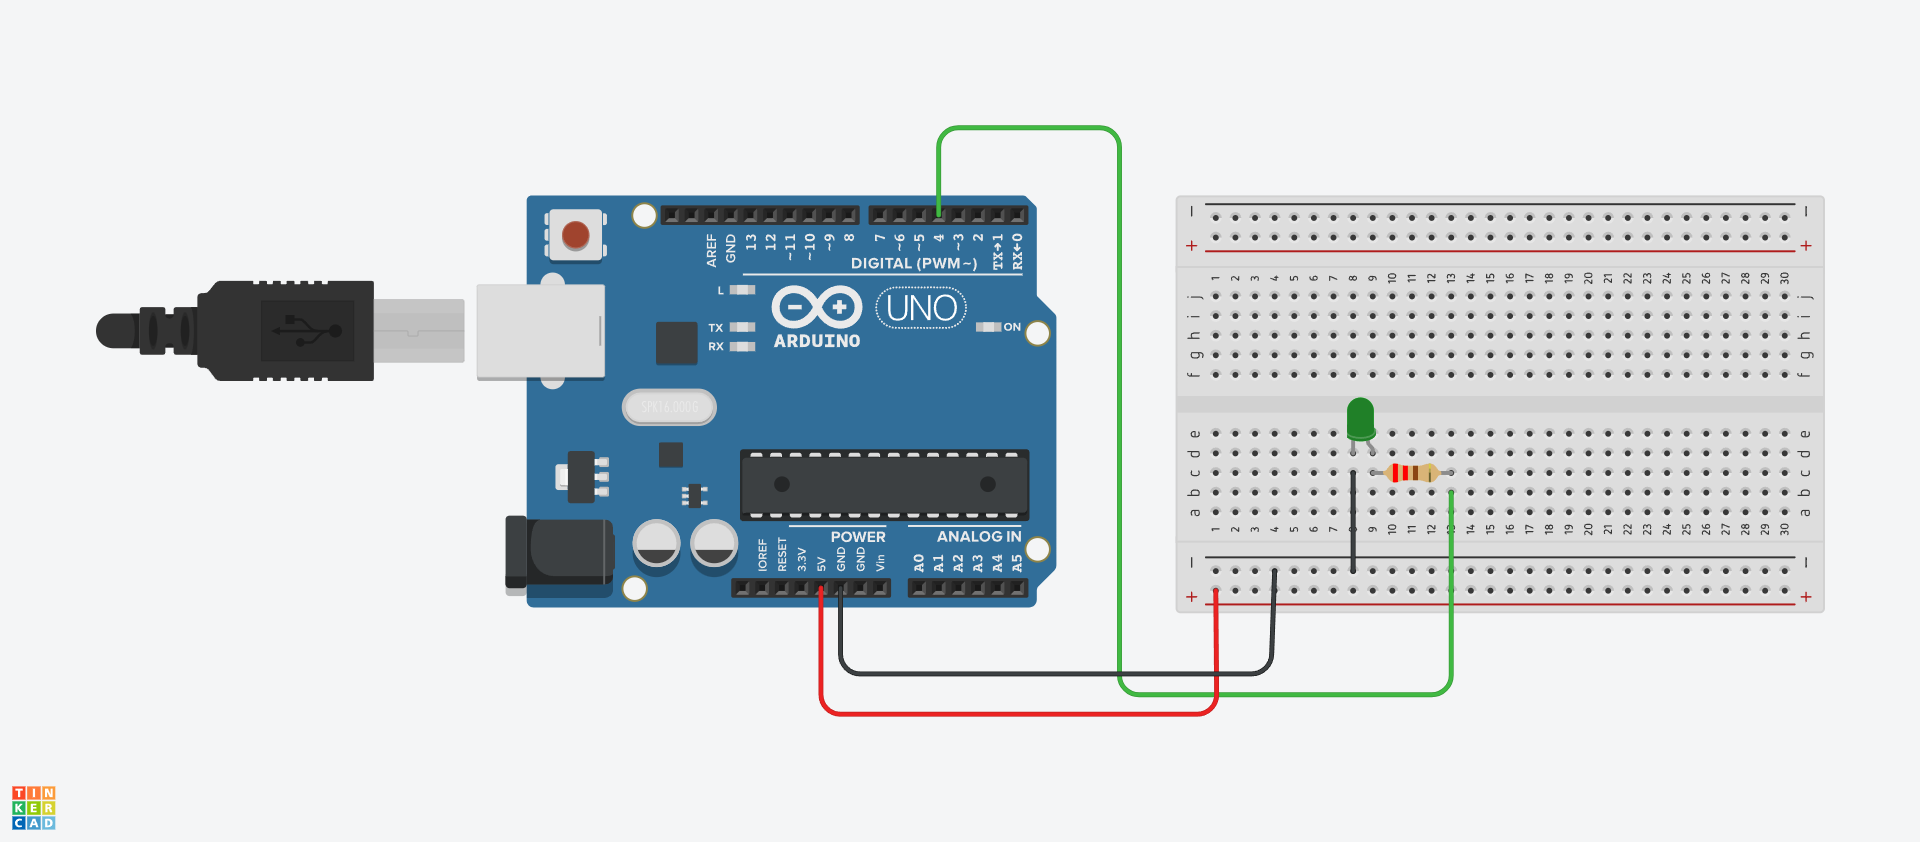 AREF
GND
13
12
~11
~10
~9
8
7
~6
~5
4
~3
2
TX→1
RX←0
DIGITAL (PWM~)
L
TX
RX
ARDUINO
UNO
ON
SPK16.000G
IOREF
RESET
3.3V
5V
GND
GND
Vin
POWER
ANALOG IN
A0
A1
A2
A3
A4
A5
− −
+ +
1 2 3 4 5 6 7 8 9 10 11 12 13 14 15 16 17 18 19 20 21 22 23 24 25 26 27 28 29 30
j j
i i
h h
g g
f f
e e
d d
c c
b b
a a
1 2 3 4 5 6 7 8 9 10 11 12 13 14 15 16 17 18 19 20 21 22 23 24 25 26 27 28 29 30
− −
+ +
TIN
KER
CAD